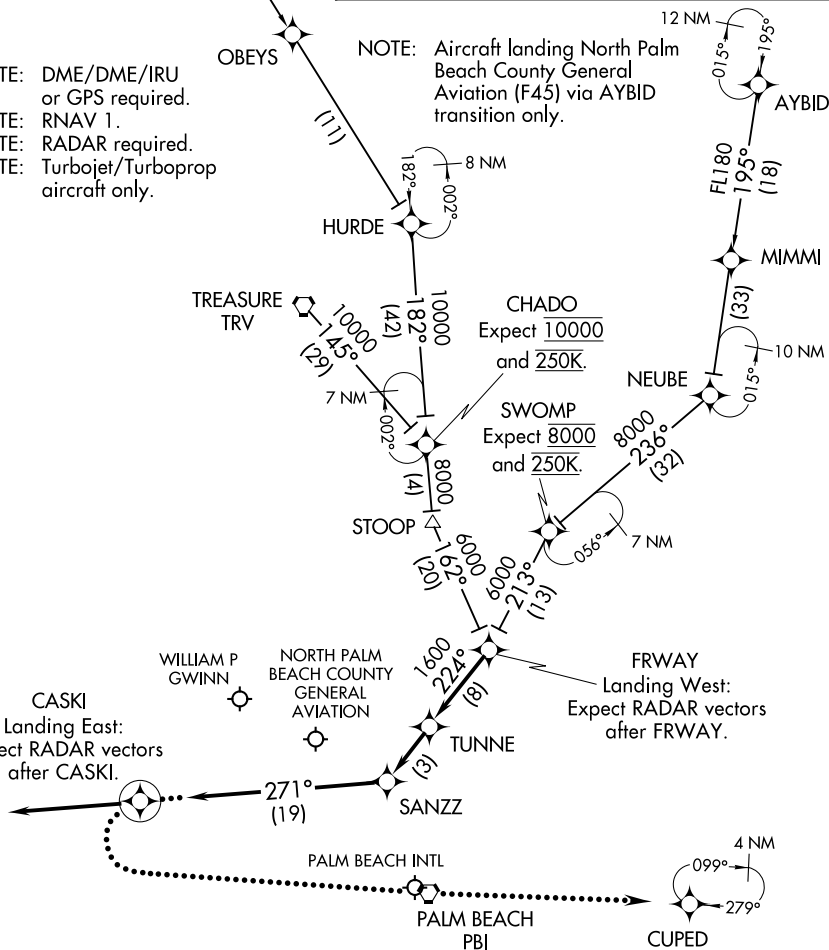 12 NM
015°
195°
AYBID
OBEYS
NOTE: Aircraft landing North Palm
Beach County General
Aviation (F45) via AYBID
transition only.
TE: DME/DME/IRU
or GPS required.
TE: RNAV 1.
TE: RADAR required.
TE: Turbojet/Turboprop
aircraft only.
(11)
FL180
195°
(18)
182°
002°
8 NM
HURDE
MIMMI
(33)
TREASURE
TRV
10000
145°
(29)
10000
182°
(42)
CHADO
Expect 10000
and 250K.
10 NM
015°
NEUBE
7 NM
002°
SWOMP
Expect 8000
and 250K.
8000
236°
(32)
8000
(4)
STOOP
056°
7 NM
6000
162°
(20)
6000
213°
(13)
WILLIAM P
GWINN
NORTH PALM
BEACH COUNTY
GENERAL
AVIATION
1600
224°
(8)
FRWAY
Landing West:
Expect RADAR vectors
after FRWAY.
CASKI
Landing East:
ect RADAR vectors
after CASKI.
TUNNE
(3)
271°
(19)
SANZZ
PALM BEACH INTL
PALM BEACH
PBI
4 NM
099°
279°
CUPED